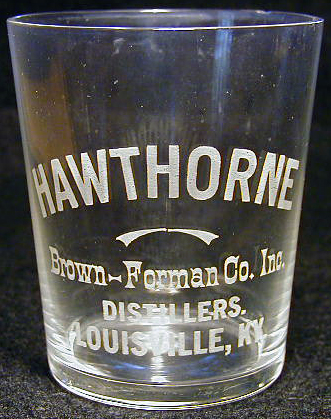 HAWTHORNE
Brown-Forman Co. Inc.
DISTILLERS.
LOUISVILLE, KY.